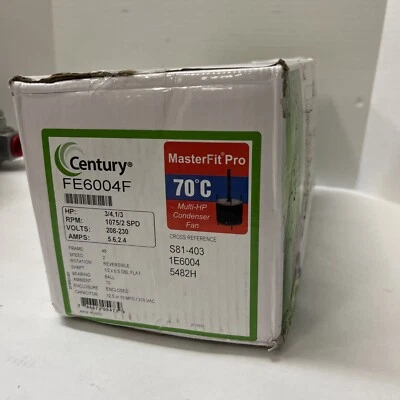 Century®
FE6004F
MasterFit® Pro
70°C
Multi-HP
Condenser
Fan
HP: 3/4,1/3
RPM: 1075/2 SPD
VOLTS: 208-230
AMPS: 5.6,2.4
CROSS REFERENCE
S81-403
1E6004
5482H
FRAME 48
SPEED 2
ROTATION REVERSIBLE
SHAFT
BEARING BALL
AMBIENT 70
ENCLOSURE ENCLOSED
CAPACITOR